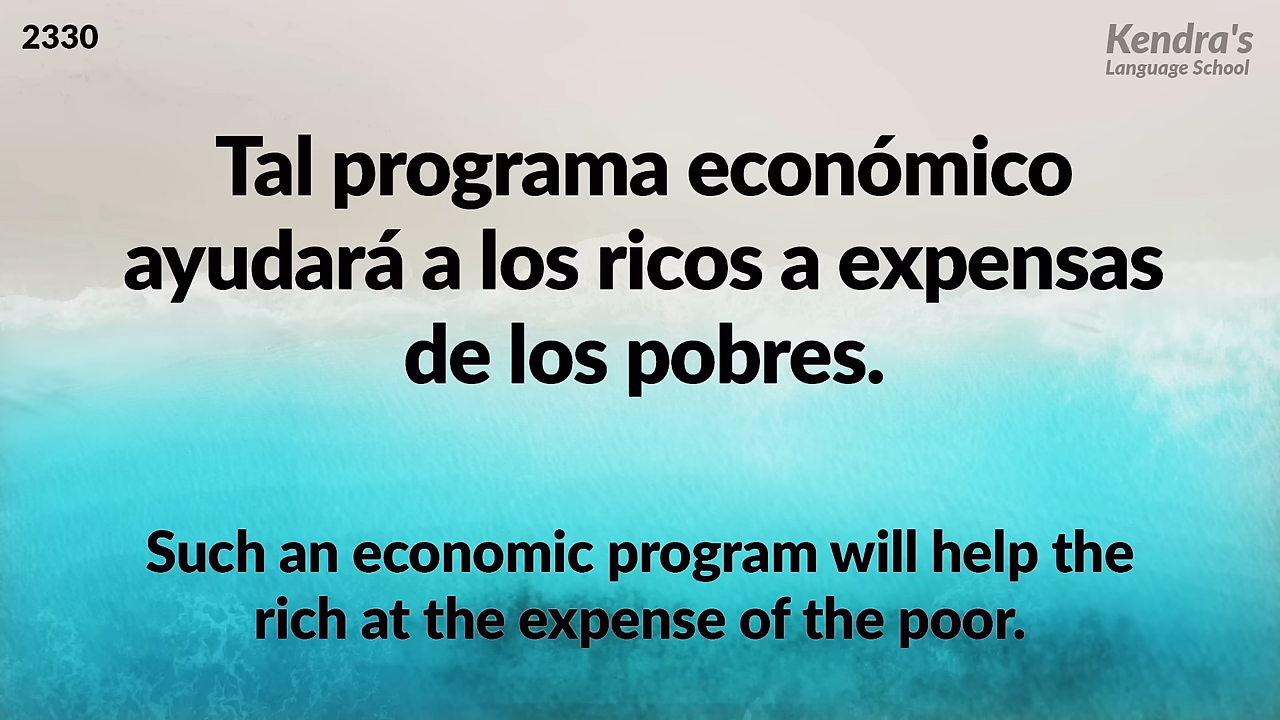 2330
Kendra's
Language School
Tal programa económico
ayudará a los ricos a expensas
de los pobres.
Such an economic program will help the
rich at the expense of the poor.